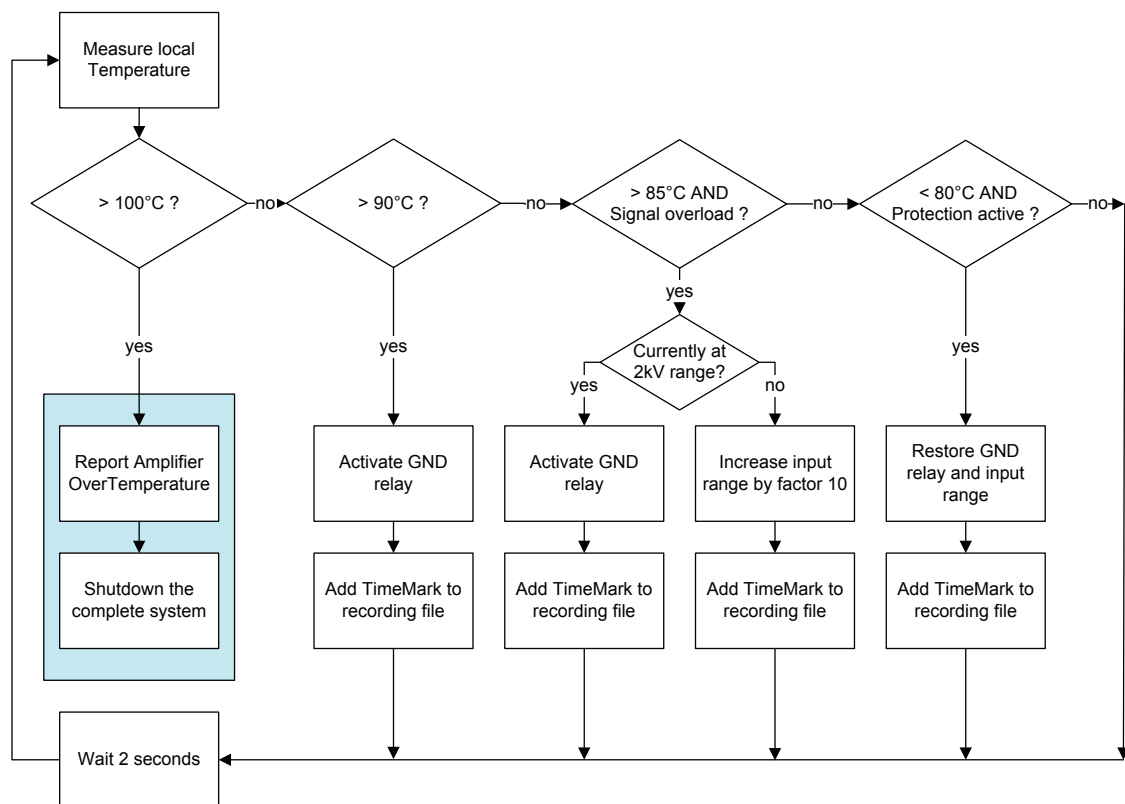 Measure local
Temperature
> 100°C ?
no
> 90°C ?
no
> 85°C AND
Signal overload ?
no
< 80°C AND
Protection active ?
no
yes
yes
yes
yes
Currently at
2kV range?
yes
no
Report Amplifier
OverTemperature
Activate GND
relay
Activate GND
relay
Increase input
range by factor 10
Restore GND
relay and input
range
Shutdown the
complete system
Add TimeMark to
recording file
Add TimeMark to
recording file
Add TimeMark to
recording file
Add TimeMark to
recording file
Wait 2 seconds